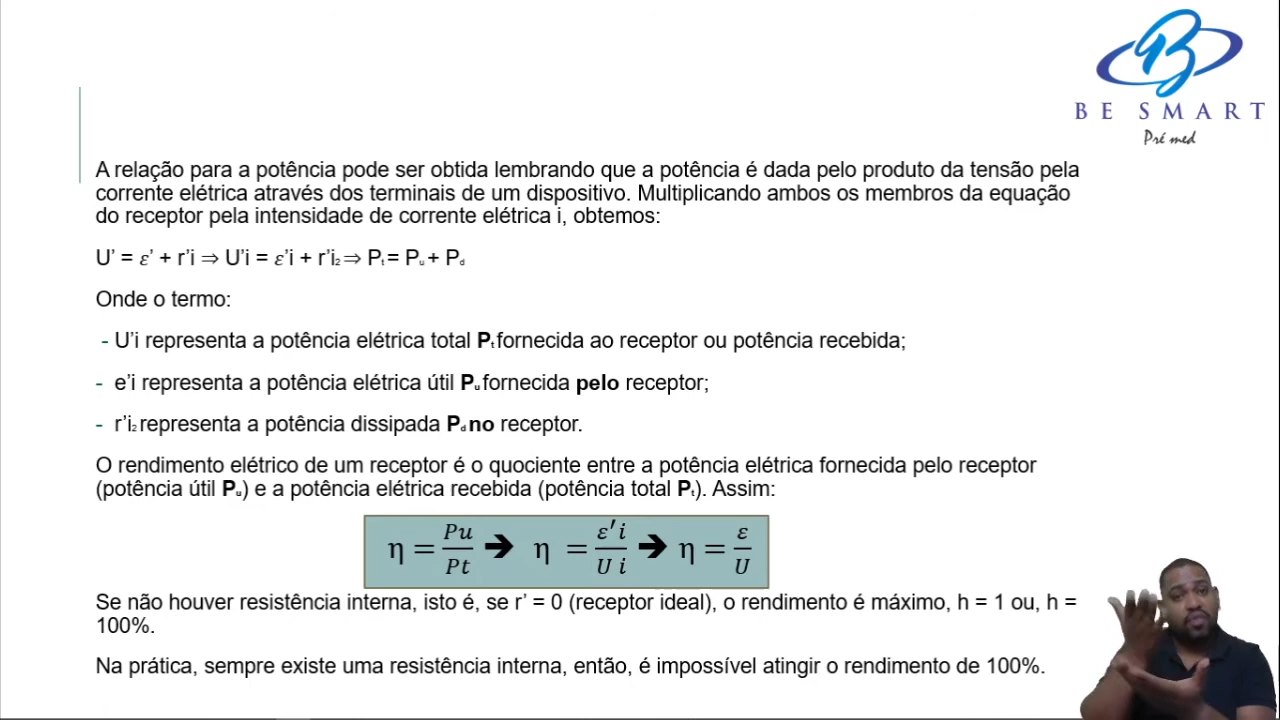 BE SMART
Pré med
A relação para a potência pode ser obtida lembrando que a potência é dada pelo produto da tensão pela
corrente elétrica através dos terminais de um dispositivo. Multiplicando ambos os membros da equação
do receptor pela intensidade de corrente elétrica i, obtemos:
U’ = ε’ + r’i ⇒ U’i = ε’i + r’i₂ ⇒ Pₜ = Pᵤ + P_d
Onde o termo:
- U’i representa a potência elétrica total Pₜ fornecida ao receptor ou potência recebida;
- e’i representa a potência elétrica útil Pᵤ fornecida pelo receptor;
- r’i₂ representa a potência dissipada P_d no receptor.
O rendimento elétrico de um receptor é o quociente entre a potência elétrica fornecida pelo receptor
(potência útil Pᵤ) e a potência elétrica recebida (potência total Pₜ). Assim:
η = Pu/Pt ➔ η = ε′i/U i ➔ η = ε/U
Se não houver resistência interna, isto é, se r’ = 0 (receptor ideal), o rendimento é máximo, h = 1 ou, h =
100%.
Na prática, sempre existe uma resistência interna, então, é impossível atingir o rendimento de 100%.